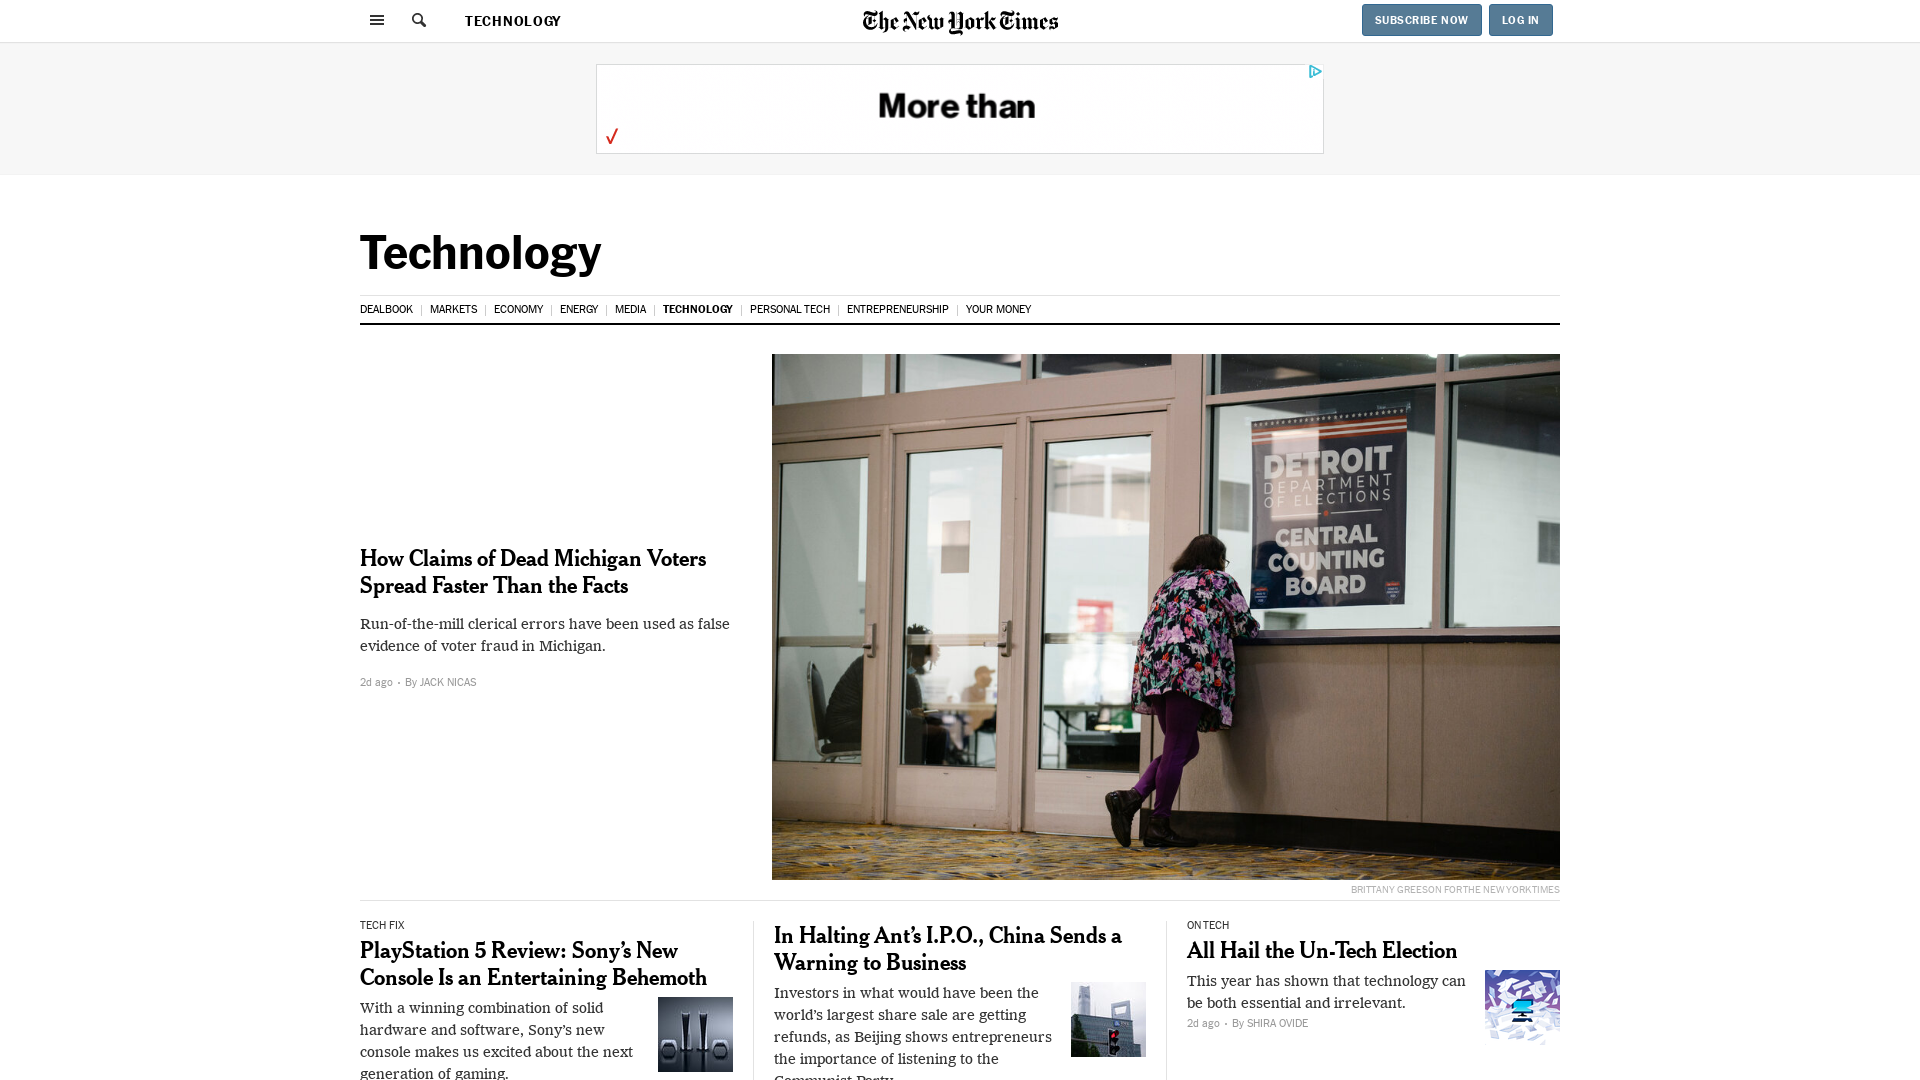 TECHNOLOGY
The New York Times
SUBSCRIBE NOW
LOG IN
More than
Technology
DEALBOOK
MARKETS
ECONOMY
ENERGY
MEDIA
TECHNOLOGY
PERSONAL TECH
ENTREPRENEURSHIP
YOUR MONEY
How Claims of Dead Michigan Voters
Spread Faster Than the Facts
Run-of-the-mill clerical errors have been used as false
evidence of voter fraud in Michigan.
2d ago • By JACK NICAS
DETROIT
DEPARTMENT
OF ELECTIONS
CENTRAL
COUNTING
BOARD
BRITTANY GREESON FOR THE NEW YORK TIMES
TECH FIX
PlayStation 5 Review: Sony’s New
Console Is an Entertaining Behemoth
With a winning combination of solid
hardware and software, Sony’s new
console makes us excited about the next
generation of gaming.
In Halting Ant’s I.P.O., China Sends a
Warning to Business
Investors in what would have been the
world’s largest share sale are getting
refunds, as Beijing shows entrepreneurs
the importance of listening to the
Communist Party.
ON TECH
All Hail the Un-Tech Election
This year has shown that technology can
be both essential and irrelevant.
2d ago • By SHIRA OVIDE